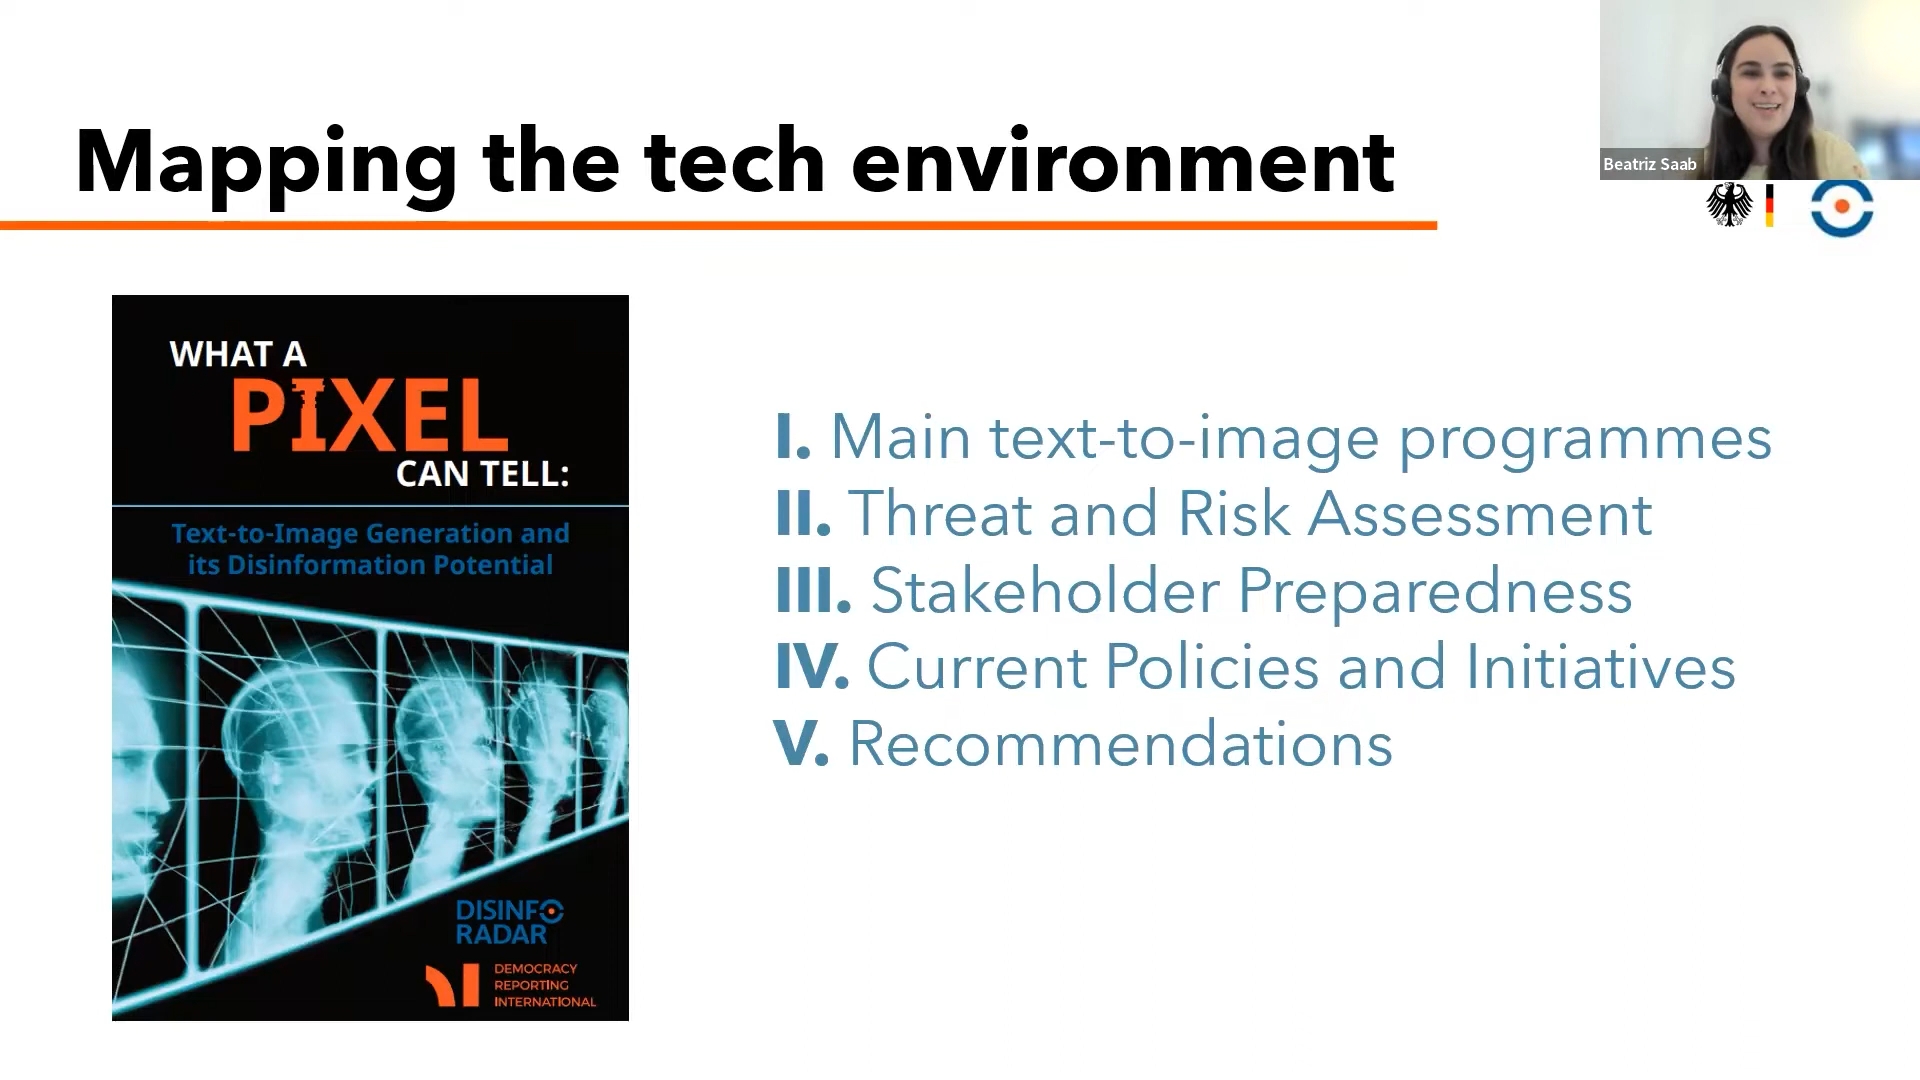 Beatriz Saab
Mapping the tech environment
WHAT A
PIXEL
CAN TELL:
Text-to-Image Generation and
its Disinformation Potential
DISINFO
RADAR
DEMOCRACY
REPORTING
INTERNATIONAL
I. Main text-to-image programmes
II. Threat and Risk Assessment
III. Stakeholder Preparedness
IV. Current Policies and Initiatives
V. Recommendations